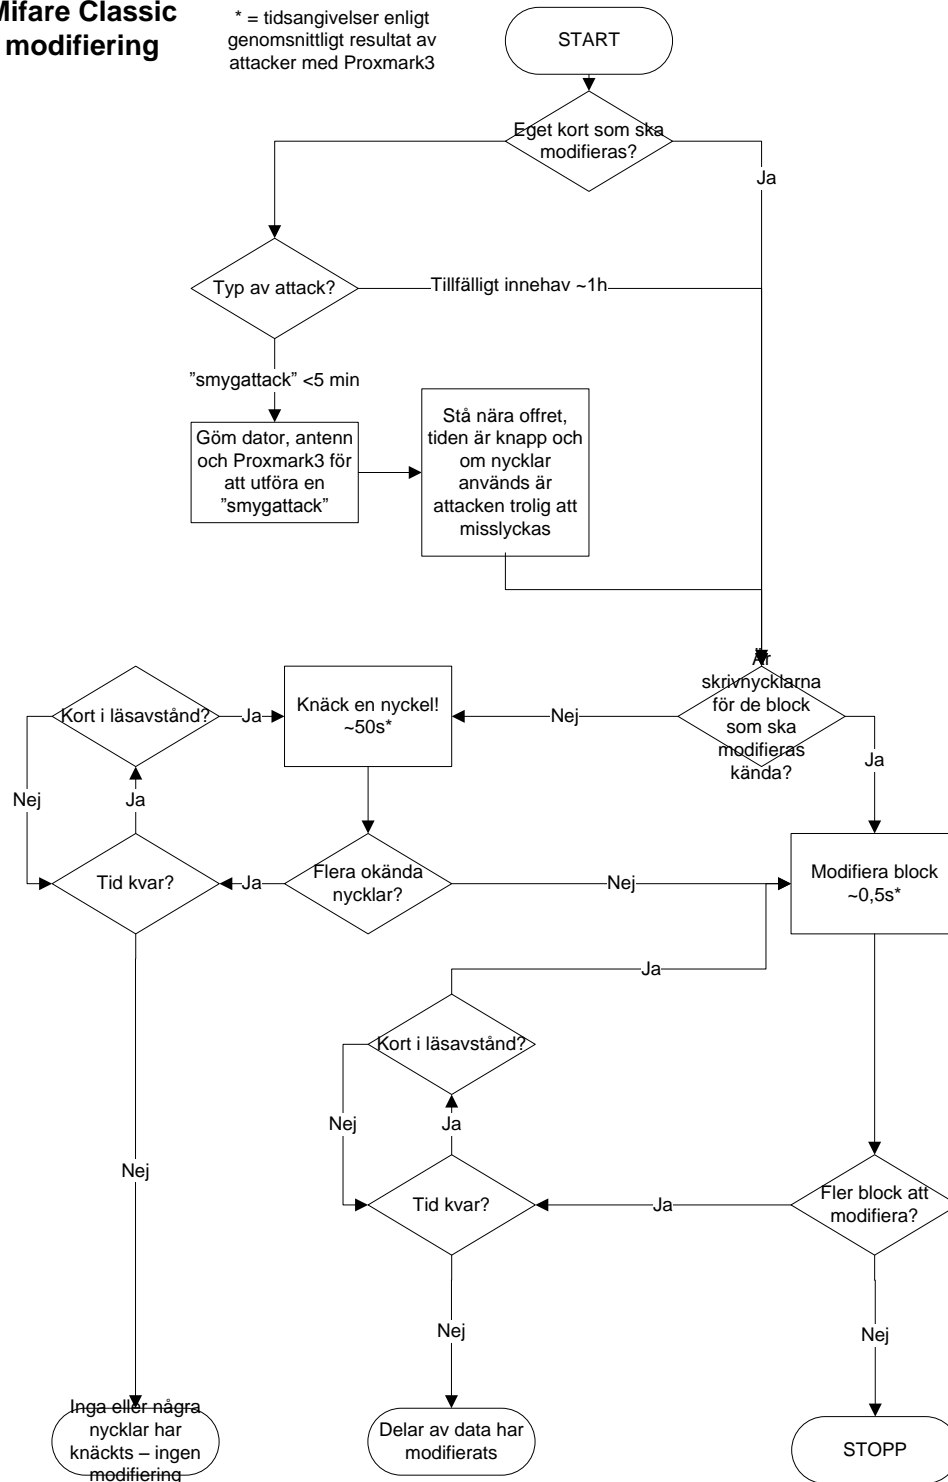 Mifare Classic
modifiering
* = tidsangivelser enligt
genomsnittligt resultat av
attacker med Proxmark3
START
Eget kort som ska
modifieras?
Ja
Typ av attack?
Tillfälligt innehav ~1h
”smygattack” <5 min
Göm dator, antenn
och Proxmark3 för
att utföra en
”smygattack”
Stå nära offret,
tiden är knapp och
om nycklar
används är
attacken trolig att
misslyckas
Är
skrivnycklarna
för de block
som ska
modifieras
kända?
Kort i läsavstånd?
Ja
Knäck en nyckel!
~50s*
Nej
Ja
Nej
Ja
Tid kvar?
Ja
Flera okända
nycklar?
Nej
Modifiera block
~0,5s*
Ja
Kort i läsavstånd?
Nej
Ja
Nej
Tid kvar?
Ja
Fler block att
modifiera?
Nej
Nej
Inga eller några
nycklar har
knäckts – ingen
modifiering
Delar av data har
modifierats
STOPP